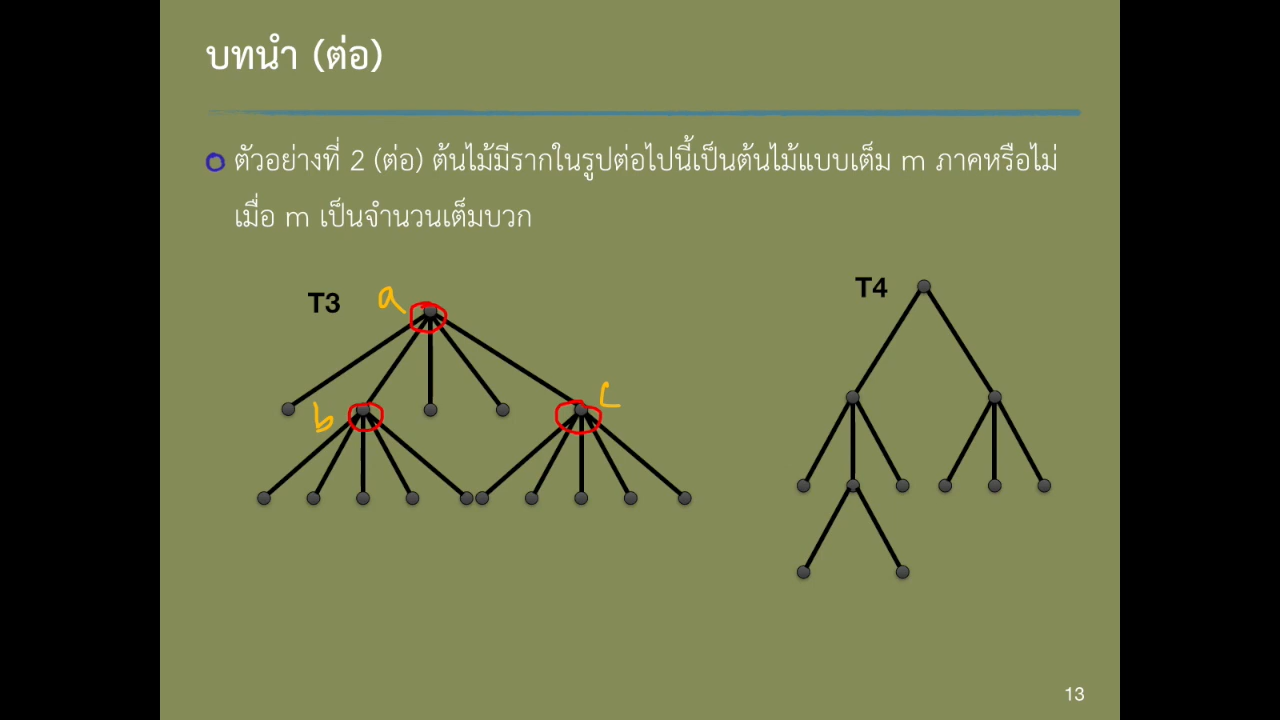 บทนำ (ต่อ)
ตัวอย่างที่ 2 (ต่อ) ต้นไม้มีรากในรูปต่อไปนี้เป็นต้นไม้แบบเต็ม m ภาคหรือไม่
เมื่อ m เป็นจำนวนเต็มบวก
T3
a
b
c
T4
13